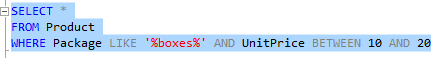 SELECT *
FROM Product
WHERE Package LIKE '%boxes%' AND UnitPrice BETWEEN 10 AND 20